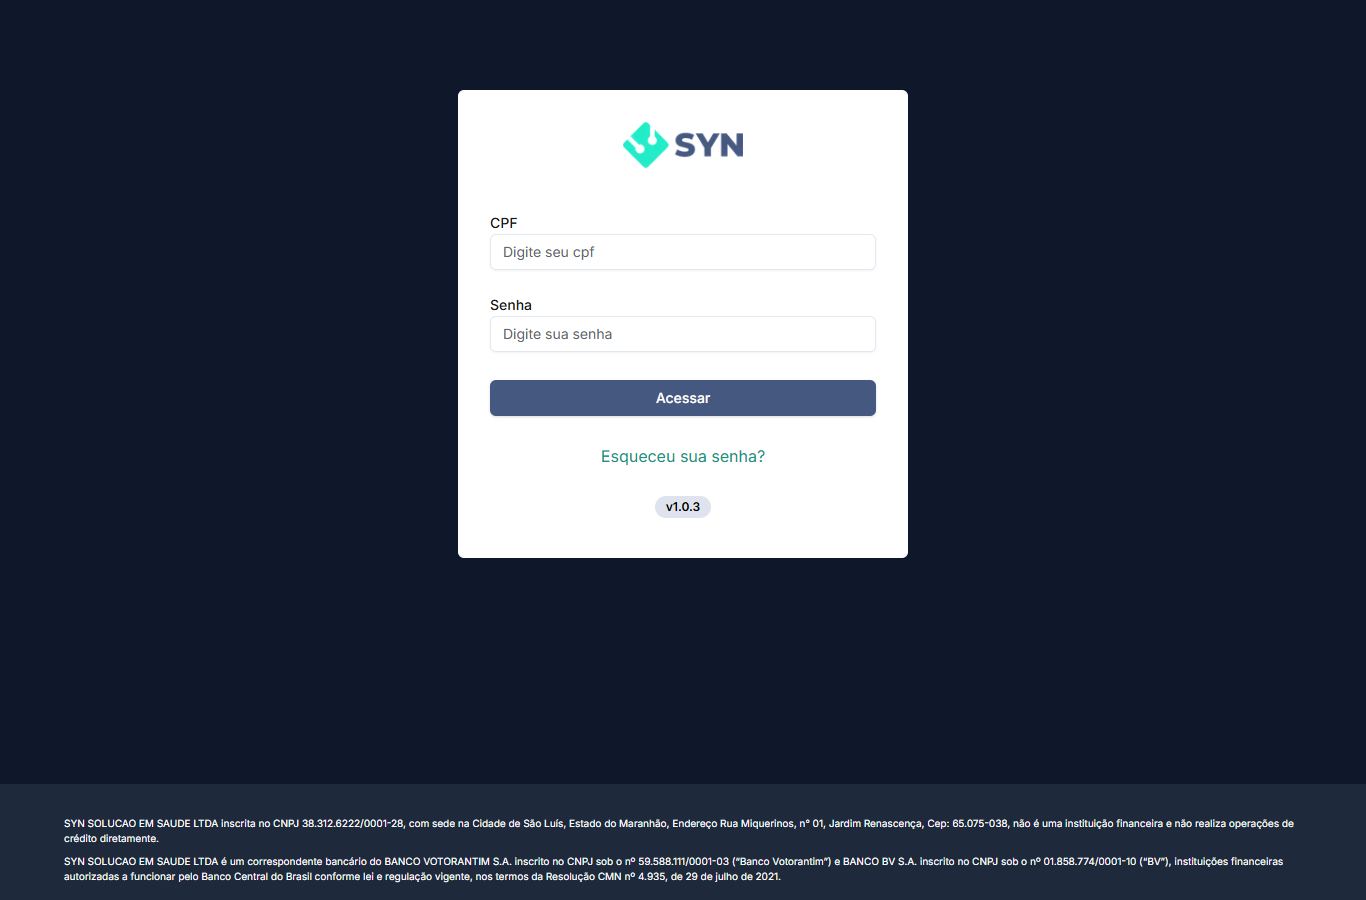 SYN
CPF
Digite seu cpf
Senha
Digite sua senha
Acessar
Esqueceu sua senha?
v1.0.3
SYN SOLUCAO EM SAUDE LTDA inscrita no CNPJ 38.312.6222/0001-28, com sede na Cidade de São Luís, Estado do Maranhão, Endereço Rua Miquerinos, n° 01, Jardim Renascença, Cep: 65.075-038, não é uma instituição financeira e não realiza operações de
crédito diretamente.
SYN SOLUCAO EM SAUDE LTDA é um correspondente bancário do BANCO VOTORANTIM S.A. inscrito no CNPJ sob o nº 59.588.111/0001-03 (“Banco Votorantim”) e BANCO BV S.A. inscrito no CNPJ sob o nº 01.858.774/0001-10 (“BV”), instituições financeiras
autorizadas a funcionar pelo Banco Central do Brasil conforme lei e regulação vigente, nos termos da Resolução CMN nº 4.935, de 29 de julho de 2021.